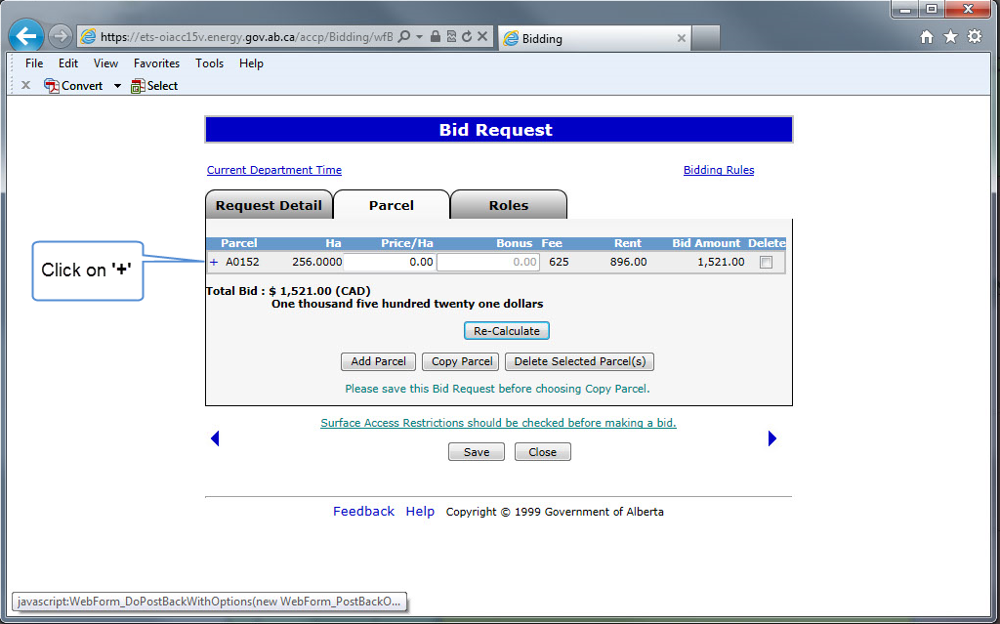 https://ets-oiacc15v.energy.gov.ab.ca/accp/Bidding/wfB
Bidding
File Edit View Favorites Tools Help
x Convert Select
Bid Request
Current Department Time Bidding Rules
Request Detail Parcel Roles
Parcel Ha Price/Ha Bonus Fee Rent Bid Amount Delete
+ A0152 256.0000 0.00 0.00 625 896.00 1,521.00
Click on '+'
Total Bid : $ 1,521.00 (CAD)
One thousand five hundred twenty one dollars
Re-Calculate
Add Parcel Copy Parcel Delete Selected Parcel(s)
Please save this Bid Request before choosing Copy Parcel.
Surface Access Restrictions should be checked before making a bid.
Save Close
Feedback Help Copyright © 1999 Government of Alberta
javascript:WebForm_DoPostBackWithOptions(new WebForm_PostBackO...